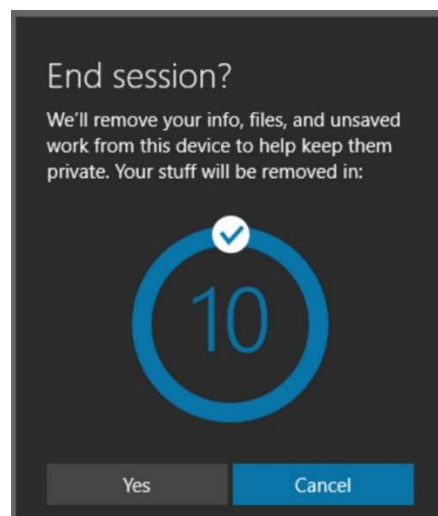 End session?
We'll remove your info, files, and unsaved
work from this device to help keep them
private. Your stuff will be removed in:
10
Yes
Cancel